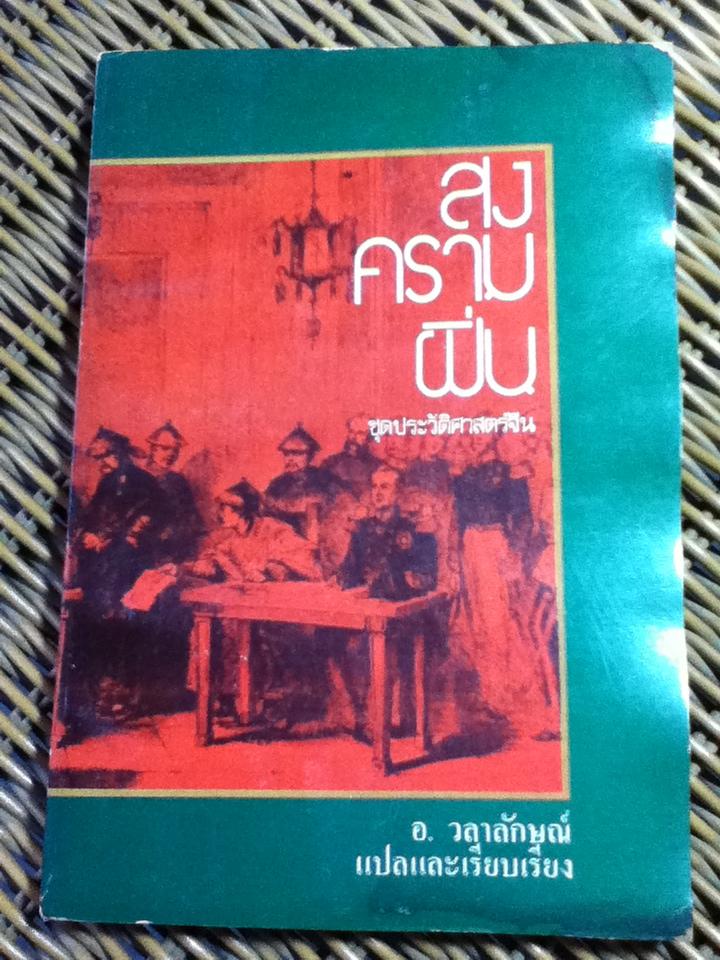 สง
คราม
ฝิ่น
ชุดประวัติศาสตร์จีน
อ. วลาลักษณ์
แปลและเรียบเรียง